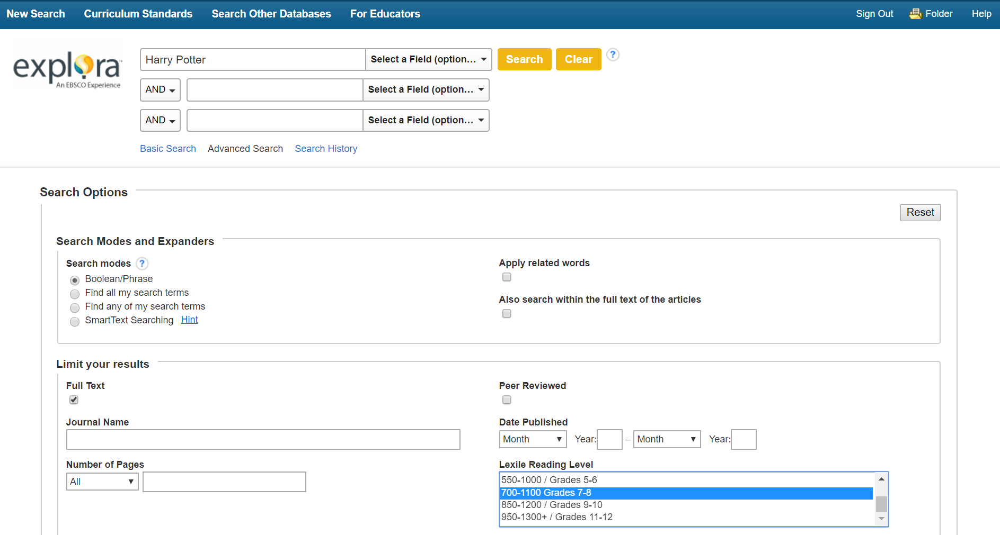 New Search Curriculum Standards Search Other Databases For Educators Sign Out Folder Help
explora™
An EBSCO Experience
Harry Potter Select a Field (option... Search Clear ?
AND Select a Field (option...
AND Select a Field (option...
Basic Search Advanced Search Search History
Search Options
Reset
Search Modes and Expanders
Search modes ?
Boolean/Phrase
Find all my search terms
Find any of my search terms
SmartText Searching Hint
Apply related words
Also search within the full text of the articles
Limit your results
Full Text
Peer Reviewed
Journal Name
Date Published
Month Year: – Month Year:
Number of Pages
All
Lexile Reading Level
550-1000 / Grades 5-6
700-1100 Grades 7-8
850-1200 / Grades 9-10
950-1300+ / Grades 11-12